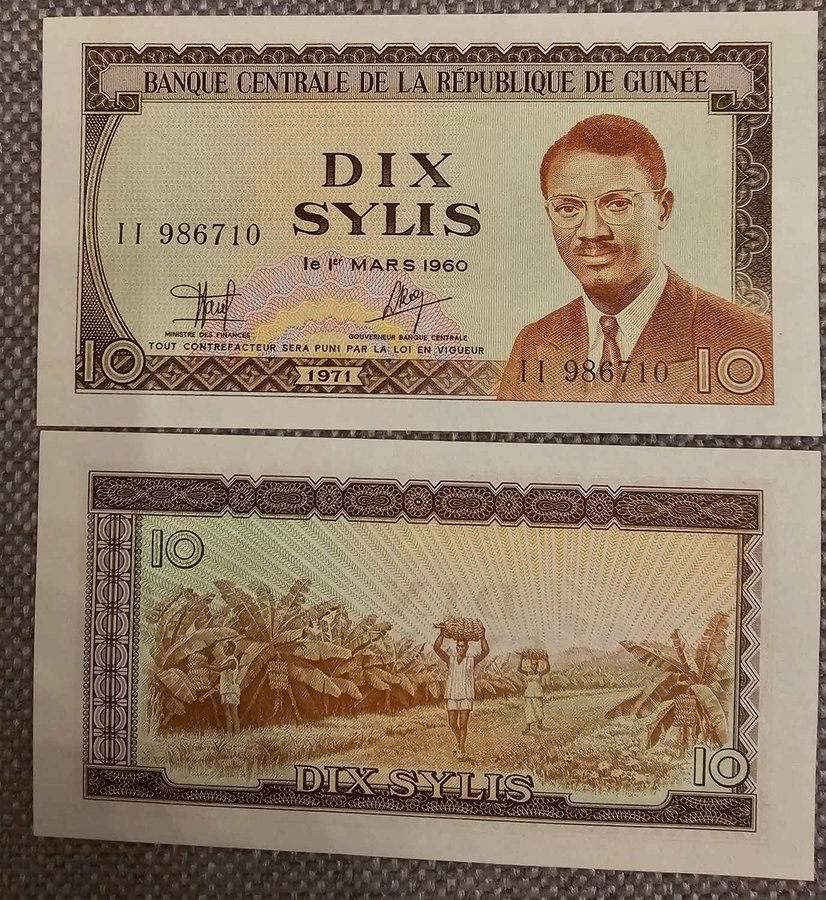 BANQUE CENTRALE DE LA RÉPUBLIQUE DE GUINÉE
DIX
SYLIS
II 986710
le 1er MARS 1960
MINISTRE DES FINANCES
GOUVERNEUR BANQUE CENTRALE
TOUT CONTREFACTEUR SERA PUNI PAR LA LOI EN VIGUEUR
10
1971
II 986710
10
10
10
DIX SYLIS